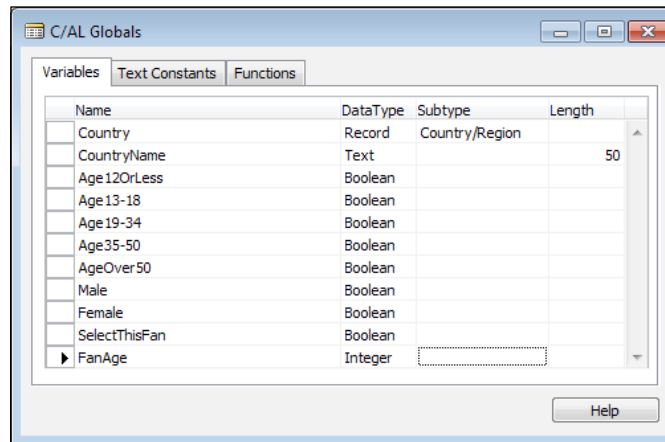 C/AL Globals
Variables Text Constants Functions
Name DataType Subtype Length
Country Record Country/Region
CountryName Text 50
Age12OrLess Boolean
Age13-18 Boolean
Age19-34 Boolean
Age35-50 Boolean
AgeOver50 Boolean
Male Boolean
Female Boolean
SelectThisFan Boolean
FanAge Integer
Help